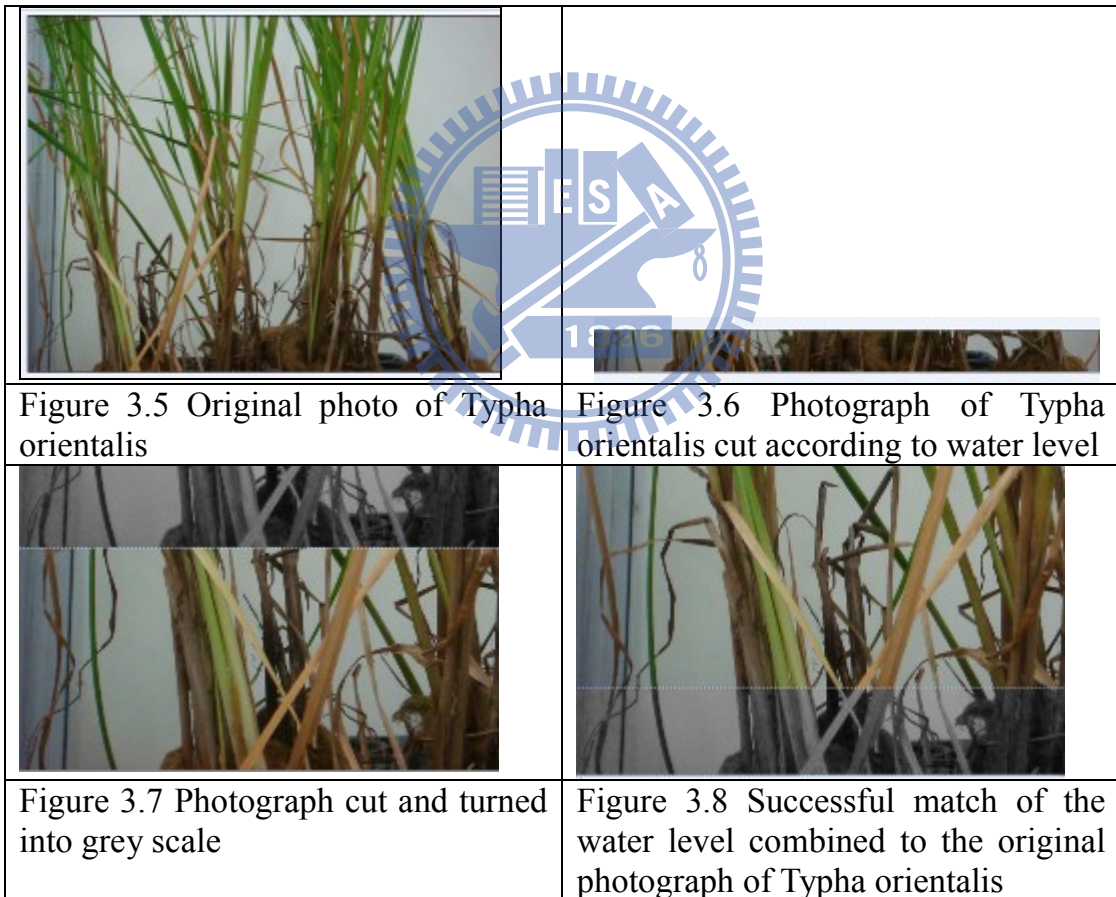 ESA
1896
Figure 3.5 Original photo of Typha
orientalis
Figure 3.6 Photograph of Typha
orientalis cut according to water level
Figure 3.7 Photograph cut and turned
into grey scale
Figure 3.8 Successful match of the
water level combined to the original
photograph of Typha orientalis